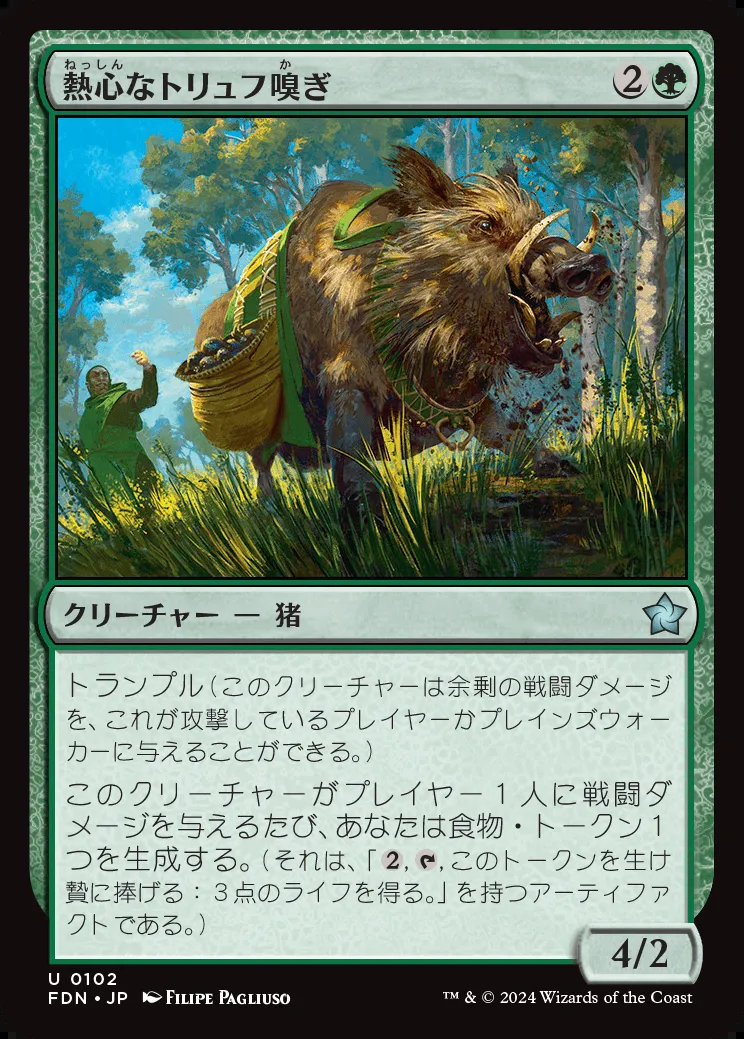 ねっしん か
熱心なトリュフ嗅ぎ 2
クリーチャー — 猪
トランプル(このクリーチャーは余剰の戦闘ダメージ
を、これが攻撃しているプレイヤーかプレインズウォー
カーに与えることができる。)
このクリーチャーがプレイヤー1人に戦闘ダ
メージを与えるたび、あなたは食物・トークン1
つを生成する。(それは、「2, , このトークンを生け
贄に捧げる:3点のライフを得る。」を持つアーティファ
クトである。)
4/2
U 0102
FDN • JP FILIPE PAGLIUSO
™ & © 2024 Wizards of the Coast